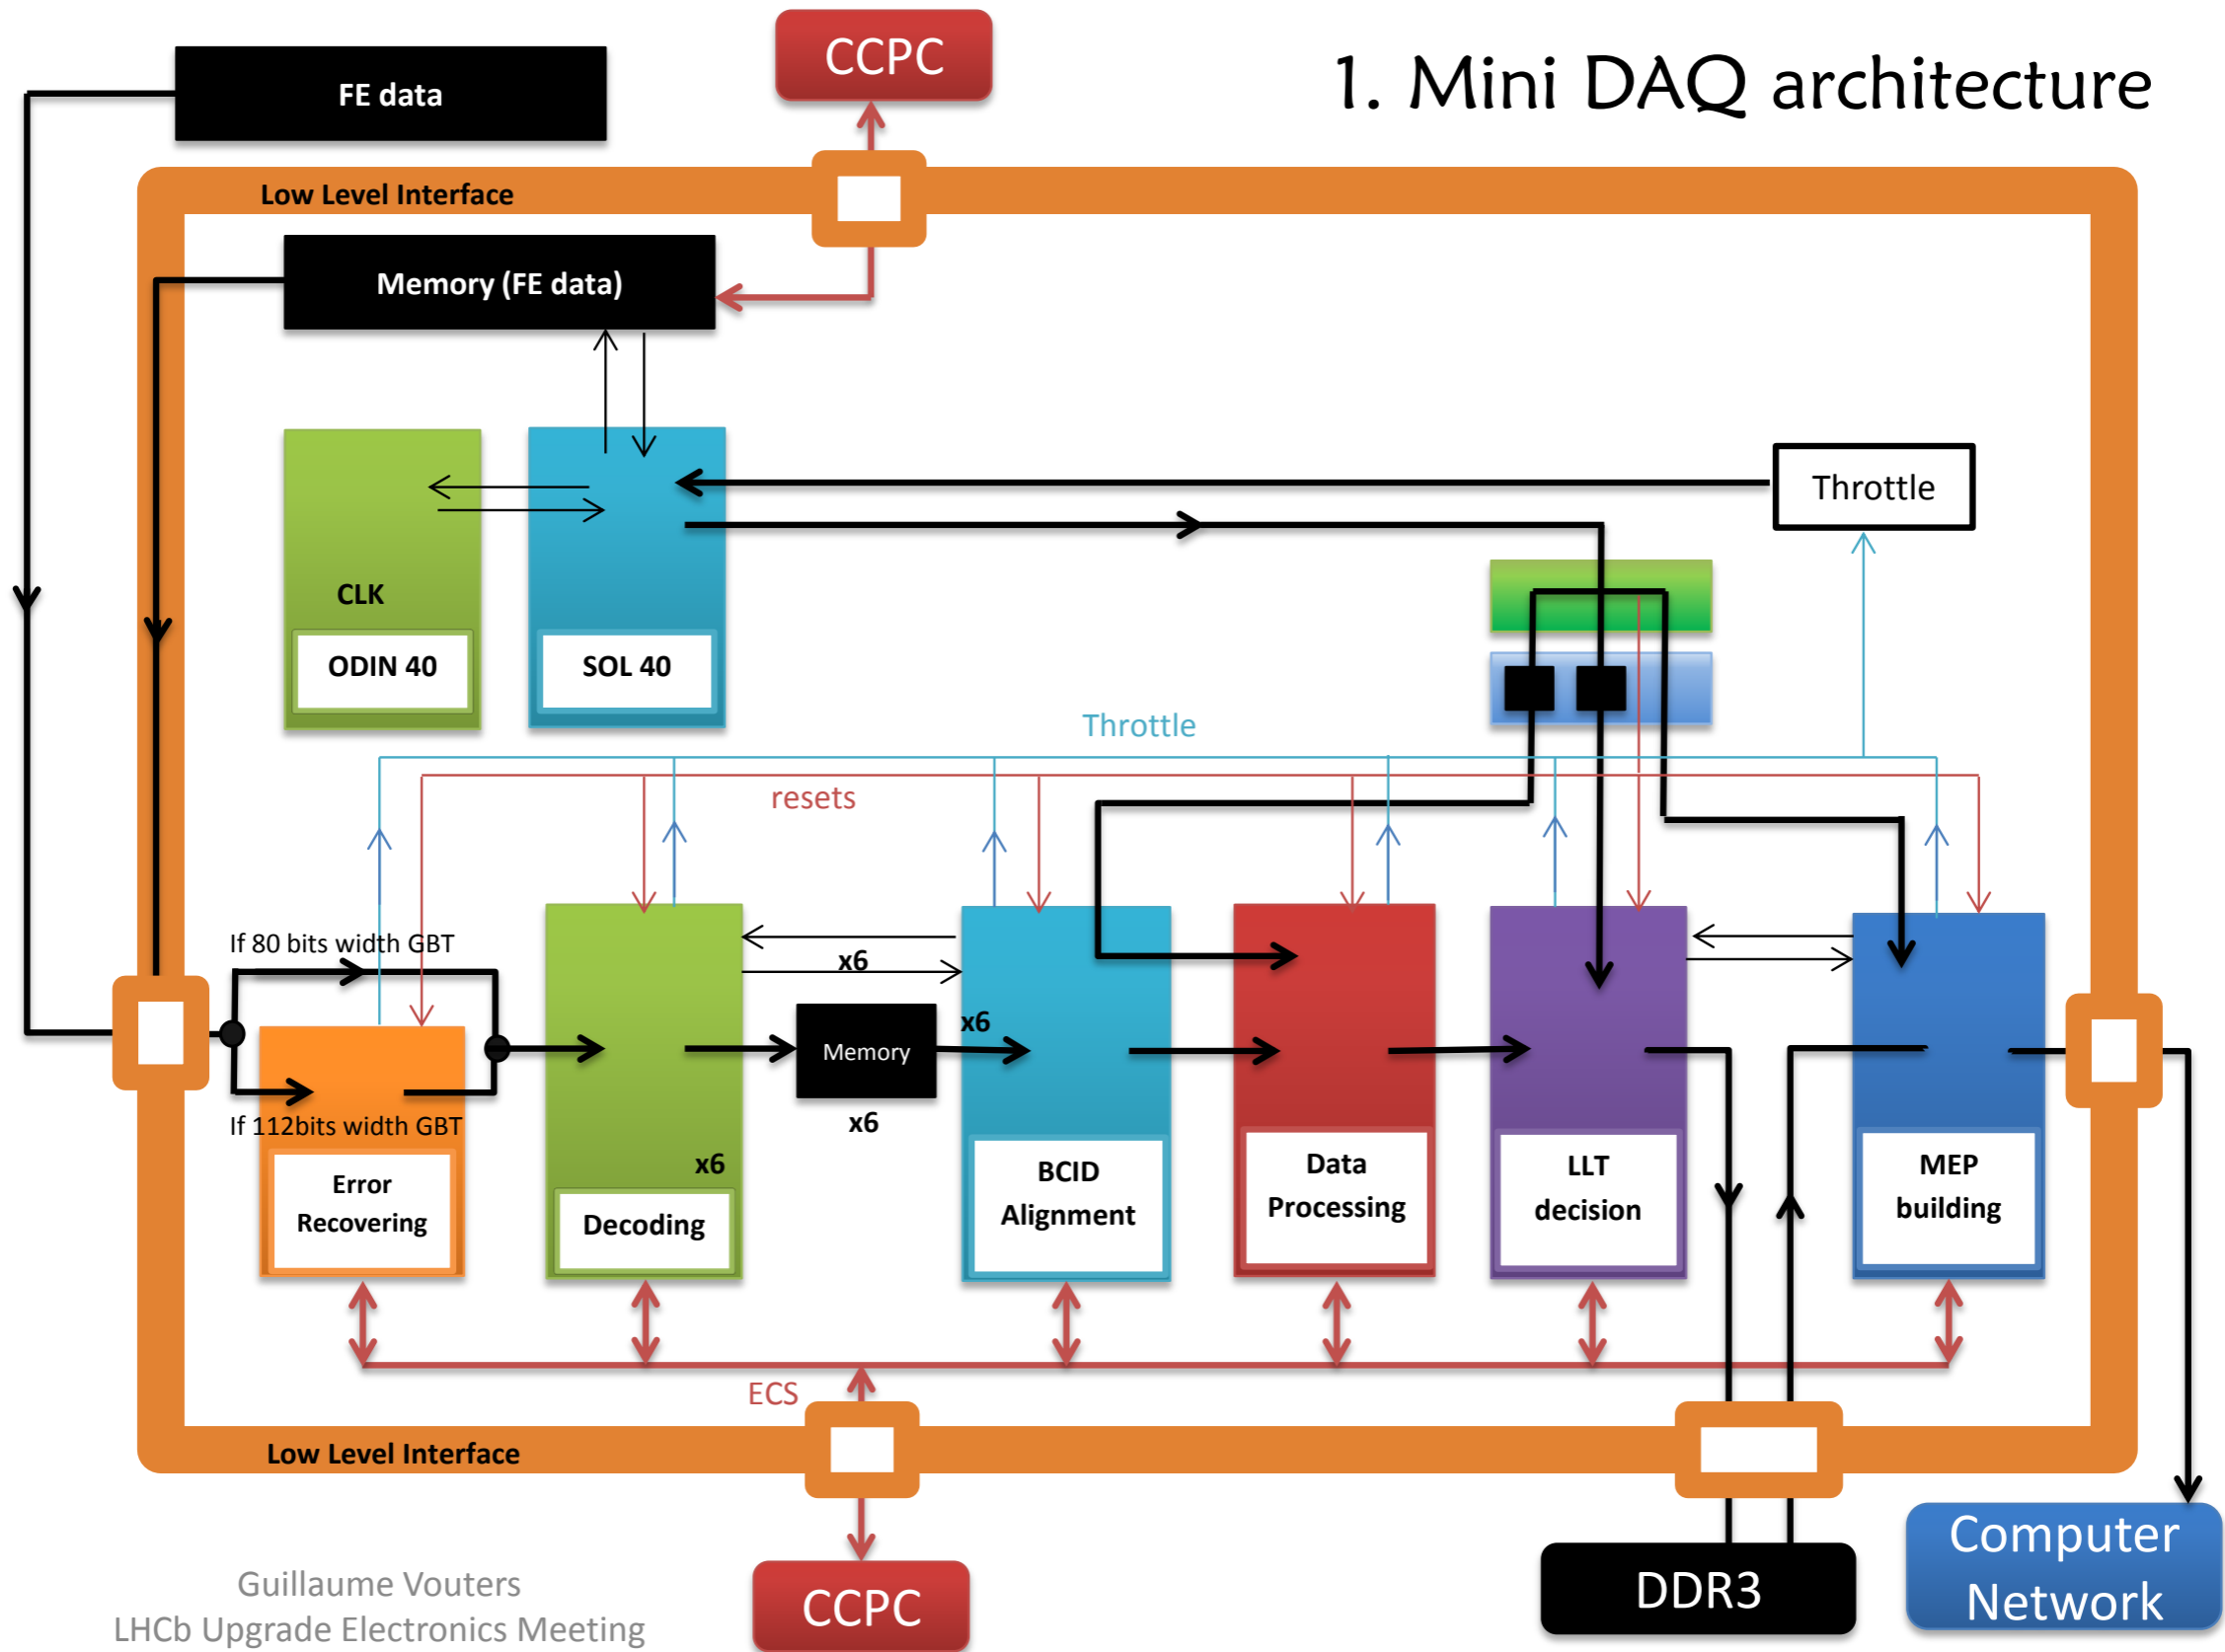 1. Mini DAQ architecture
CCPC
FE data
Low Level Interface
Memory (FE data)
Throttle
CLK
ODIN 40
SOL 40
Throttle
resets
If 80 bits width GBT
x6
x6
Memory
If 112bits width GBT
x6
x6
Error
Recovering
Decoding
BCID
Alignment
Data
Processing
LLT
decision
MEP
building
ECS
Low Level Interface
CCPC
DDR3
Computer
Network
Guillaume Vouters
LHCb Upgrade Electronics Meeting